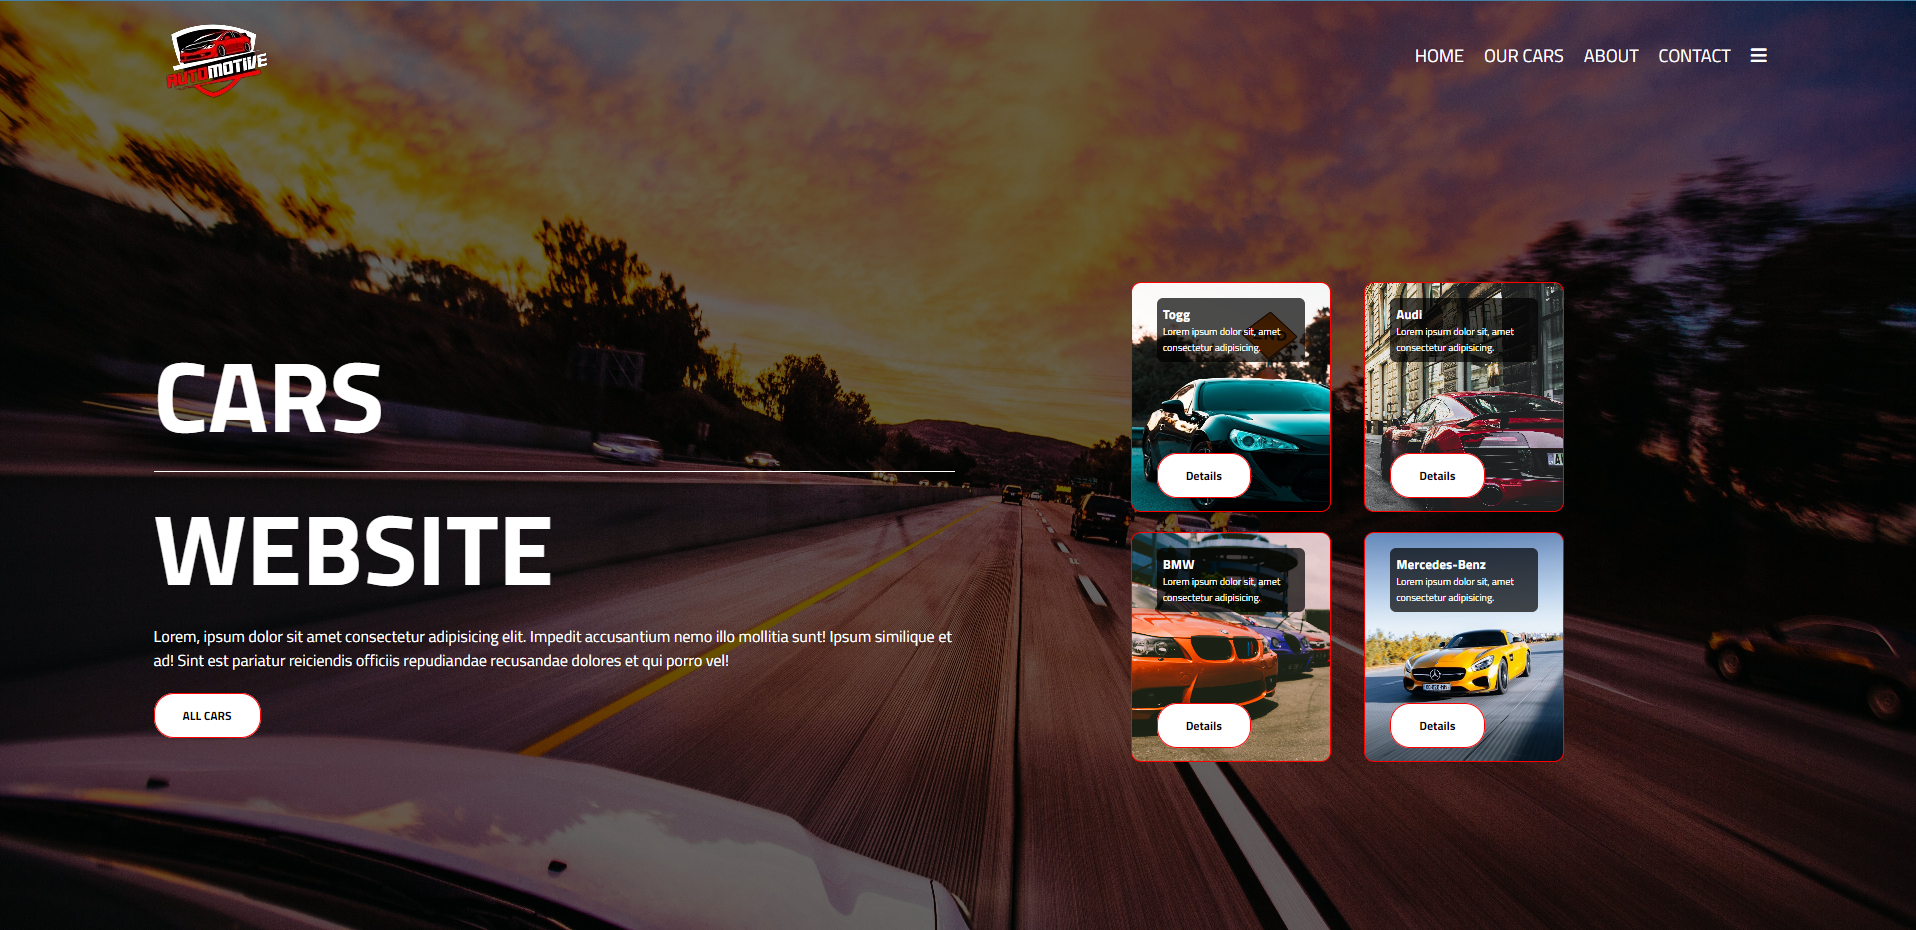 AUTOMOTIVE
HOME OUR CARS ABOUT CONTACT
CARS
WEBSITE
Lorem, ipsum dolor sit amet consectetur adipisicing elit. Impedit accusantium nemo illo mollitia sunt! Ipsum similique et
ad! Sint est pariatur reiciendis officiis repudiandae recusandae dolores et qui porro vel!
ALL CARS
Togg
Lorem ipsum dolor sit, amet
consectetur adipisicing.
Details
Audi
Lorem ipsum dolor sit, amet
consectetur adipisicing.
Details
BMW
Lorem ipsum dolor sit, amet
consectetur adipisicing.
Details
Mercedes-Benz
Lorem ipsum dolor sit, amet
consectetur adipisicing.
Details